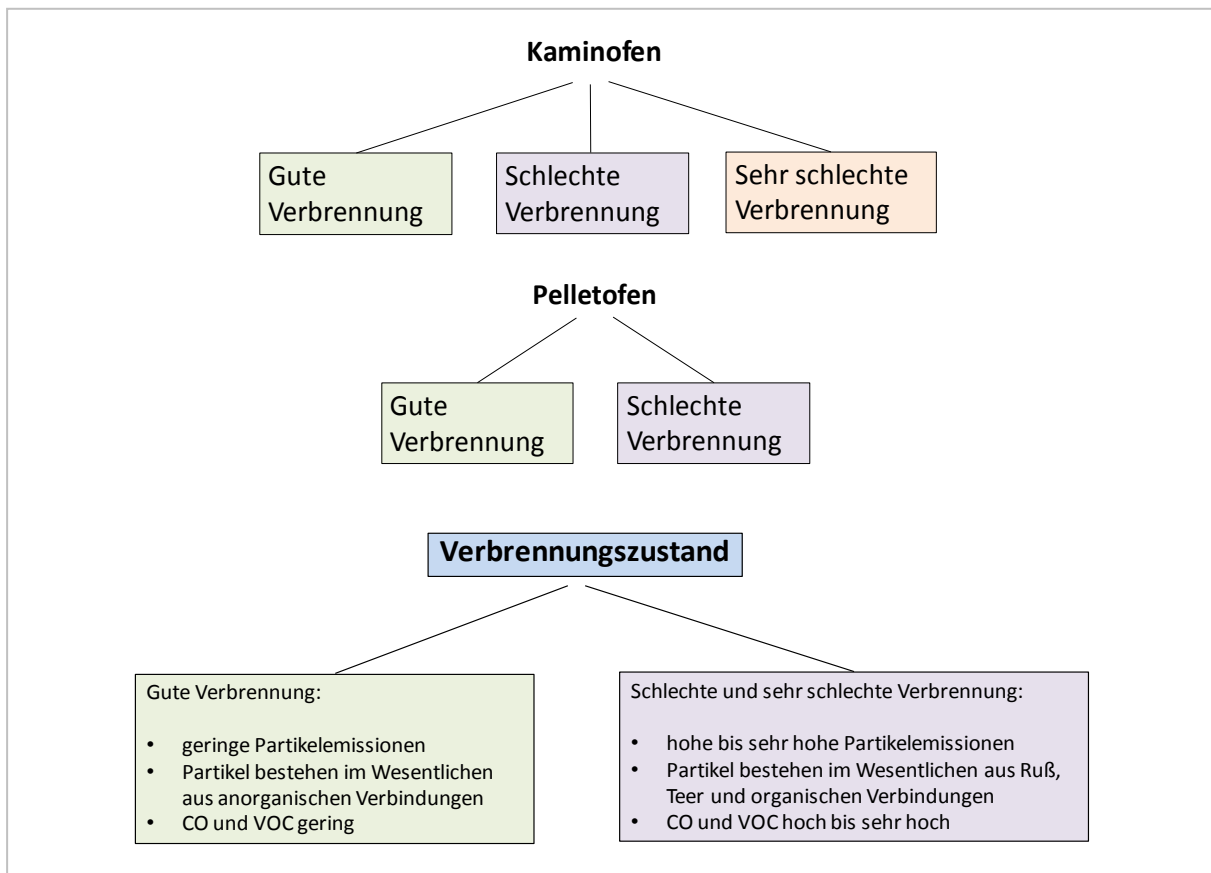 Kaminofen
Gute
Verbrennung
Schlechte
Verbrennung
Sehr schlechte
Verbrennung
Pelletofen
Gute
Verbrennung
Schlechte
Verbrennung
Verbrennungszustand
Gute Verbrennung:
• geringe Partikelemissionen
• Partikel bestehen im Wesentlichen
aus anorganischen Verbindungen
• CO und VOC gering
Schlechte und sehr schlechte Verbrennung:
• hohe bis sehr hohe Partikelemissionen
• Partikel bestehen im Wesentlichen aus Ruß,
Teer und organischen Verbindungen
• CO und VOC hoch bis sehr hoch